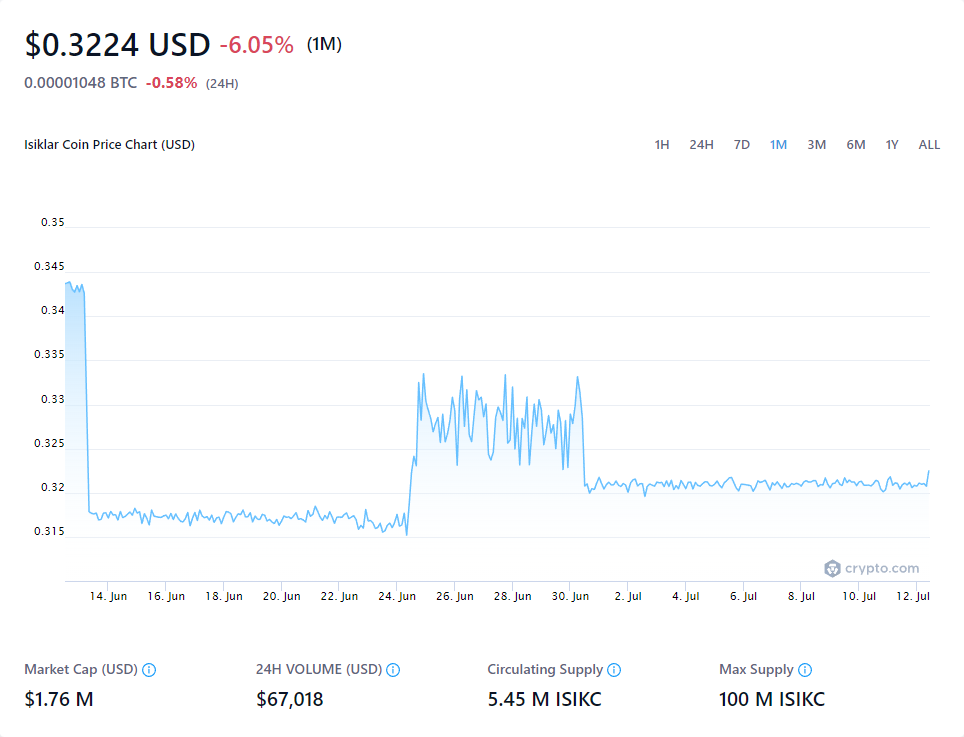 $0.3224 USD -6.05% (1M)
0.00001048 BTC -0.58% (24H)
Isiklar Coin Price Chart (USD) 1H 24H 7D 1M 3M 6M 1Y ALL
0.35
0.345
0.34
0.335
0.33
0.325
0.32
0.315
crypto.com
14. Jun 16. Jun 18. Jun 20. Jun 22. Jun 24. Jun 26. Jun 28. Jun 30. Jun 2. Jul 4. Jul 6. Jul 8. Jul 10. Jul 12. Jul
Market Cap (USD) 24H VOLUME (USD) Circulating Supply Max Supply
$1.76 M $67,018 5.45 M ISIKC 100 M ISIKC